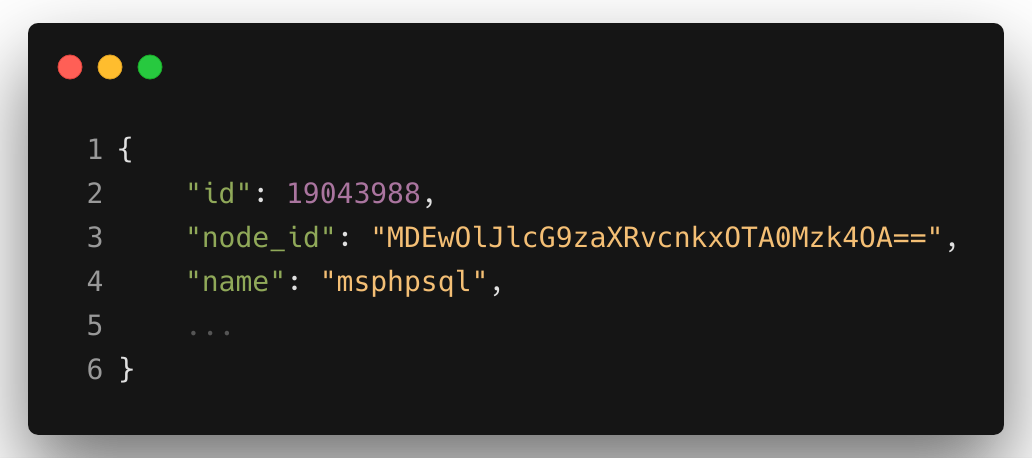 1 {
2 "id": 19043988,
3 "node_id": "MDEwOlJlcG9zaXRvcnkxOTA0Mzk4OA==",
4 "name": "msphpsql",
5 ...
6 }